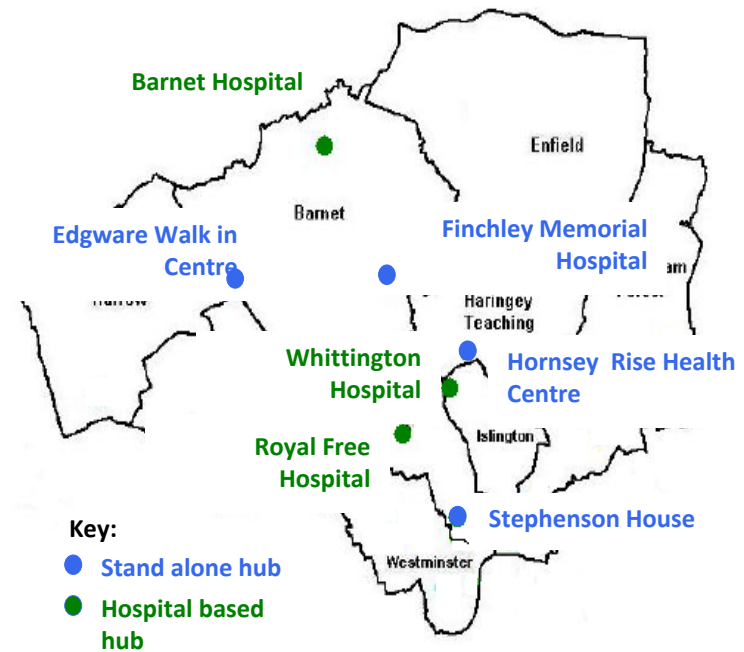 Barnet Hospital
Enfield
Barnet
Edgware Walk in
Centre
Finchley Memorial
Hospital
am
Haringey
Teaching
Whittington
Hospital
Hornsey Rise Health
Centre
Islington
Royal Free
Hospital
Stephenson House
Key:
Stand alone hub
Westminster
Hospital based
hub